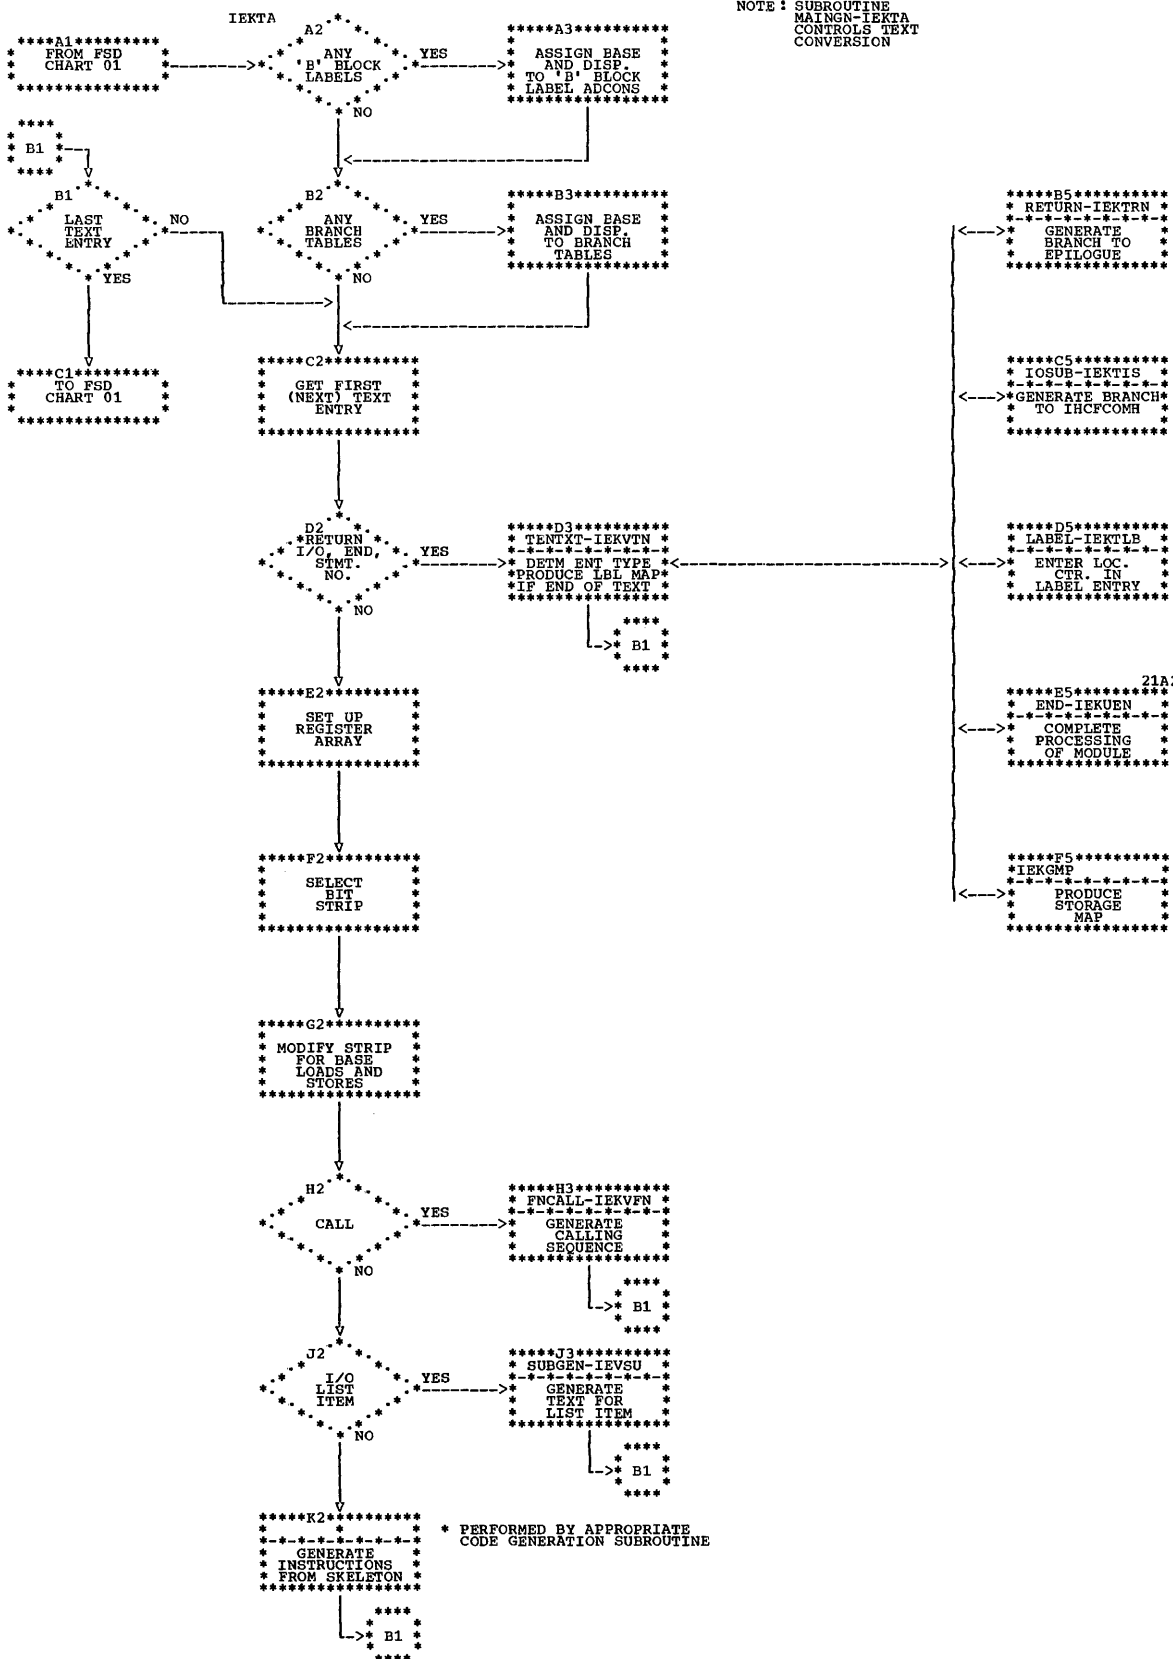 NOTE : SUBROUTINE
MAINGN-IEKTA
CONTROLS TEXT
CONVERSION
IEKTA
A1
FROM FSD
CHART 01
A2
ANY
'B' BLOCK
LABELS
YES
NO
A3
ASSIGN BASE
AND DISP.
TO 'B' BLOCK
LABEL ADCONS
B1
B1
LAST
TEXT
ENTRY
NO
YES
B2
ANY
BRANCH
TABLES
YES
NO
B3
ASSIGN BASE
AND DISP.
TO BRANCH
TABLES
B5
RETURN-IEKTRN
GENERATE
BRANCH TO
EPILOGUE
C1
TO FSD
CHART 01
C2
GET FIRST
(NEXT) TEXT
ENTRY
C5
IOSUB-IEKTIS
GENERATE BRANCH
TO IHCFCOMH
D2
RETURN
I/O, END,
STMT.
NO.
YES
NO
D3
TENTXT-IEKVTN
DETM ENT TYPE
PRODUCE LBL MAP
IF END OF TEXT
B1
D5
LABEL-IEKTLB
ENTER LOC.
CTR. IN
LABEL ENTRY
E2
SET UP
REGISTER
ARRAY
E5
END-IEKUEN
COMPLETE
PROCESSING
OF MODULE
F2
SELECT
BIT
STRIP
F5
IEKGMP
PRODUCE
STORAGE
MAP
G2
MODIFY STRIP
FOR BASE
LOADS AND
STORES
H2
CALL
YES
NO
H3
FNCALL-IEKVFN
GENERATE
CALLING
SEQUENCE
B1
J2
I/O
LIST
ITEM
YES
NO
J3
SUBGEN-IEVSU
GENERATE
TEXT FOR
LIST ITEM
B1
K2
*
GENERATE
INSTRUCTIONS
FROM SKELETON
* PERFORMED BY APPROPRIATE
CODE GENERATION SUBROUTINE
B1